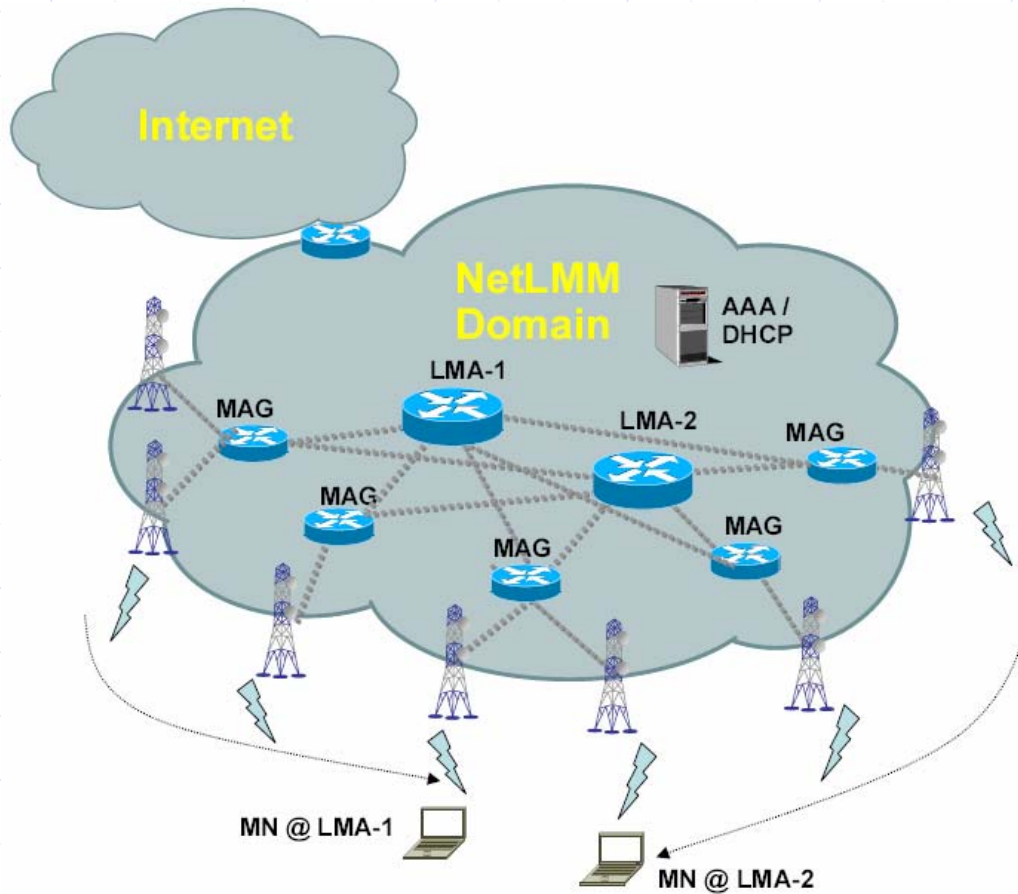 Internet
NetLMM
Domain
AAA /
DHCP
LMA-1
MAG
LMA-2
MAG
MAG
MAG
MAG
MN @ LMA-1
MN @ LMA-2